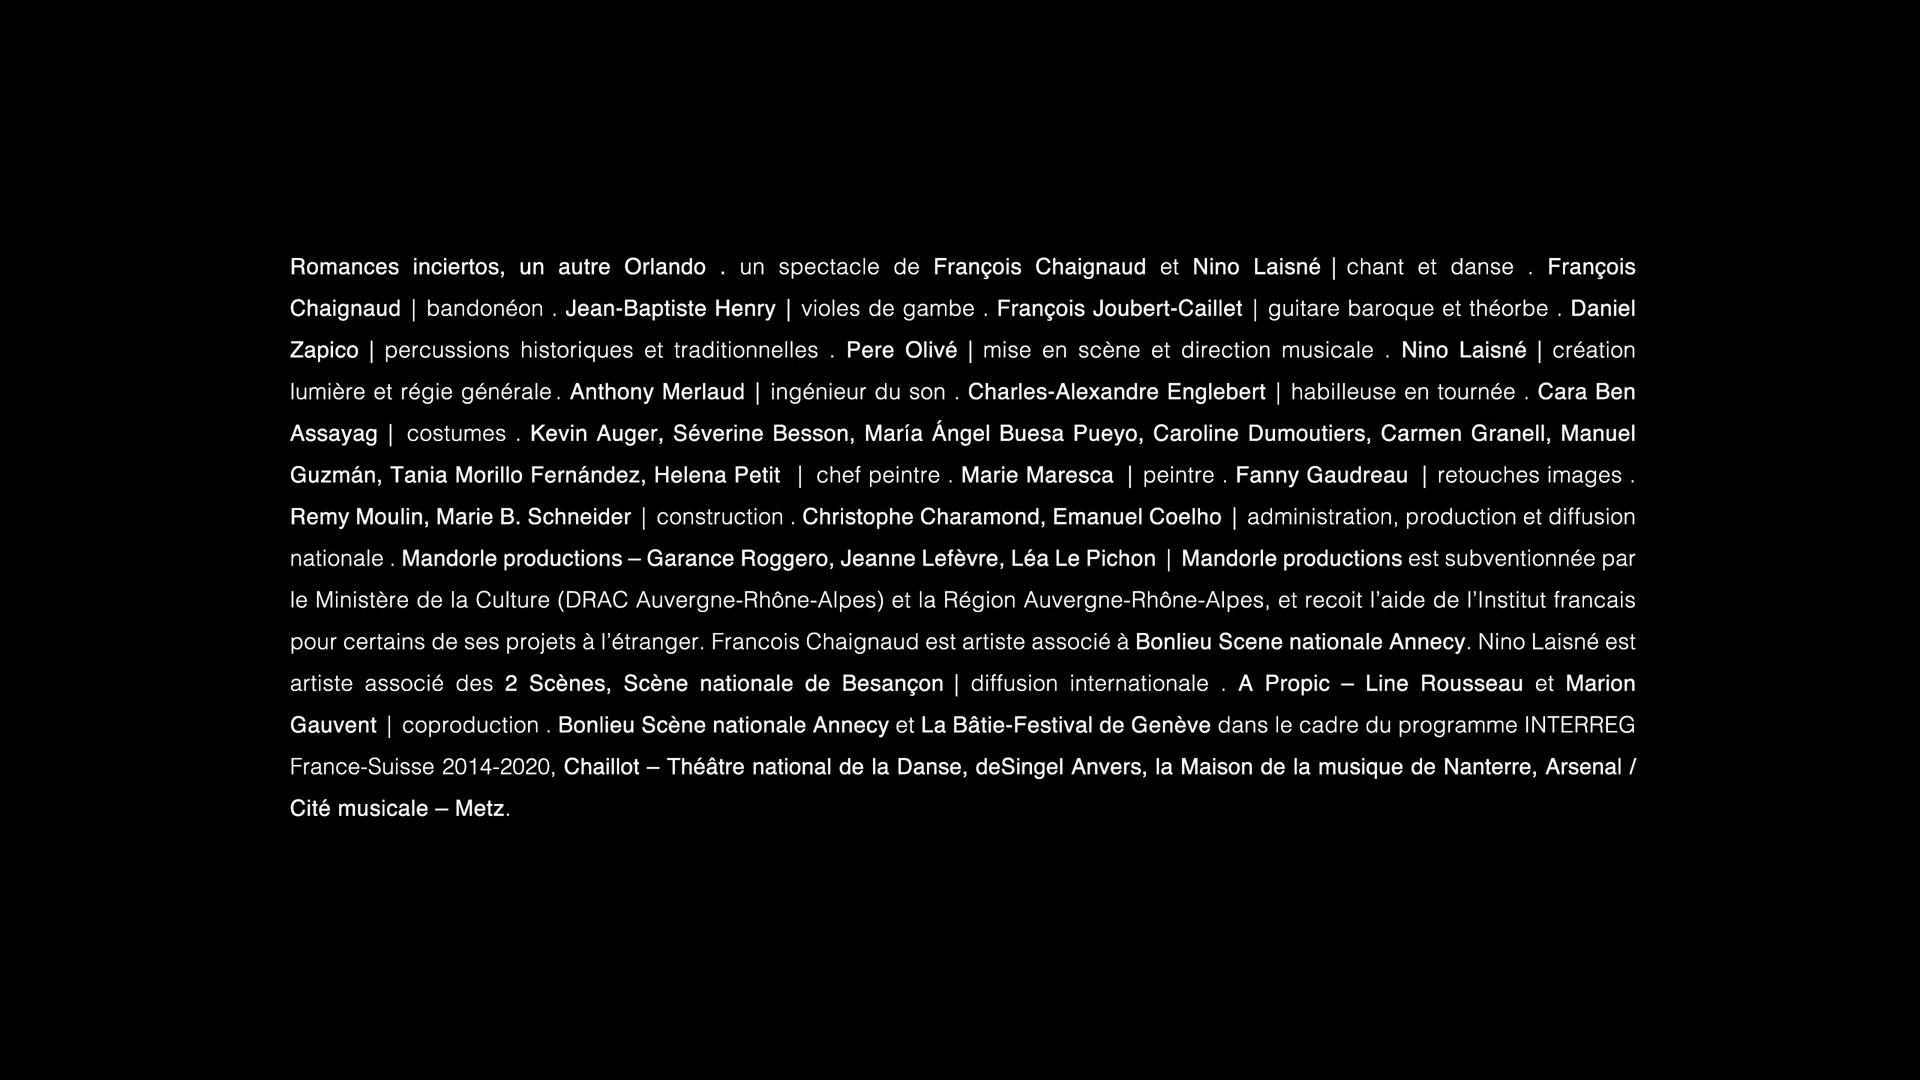 Romances inciertos, un autre Orlando . un spectacle de François Chaignaud et Nino Laisné | chant et danse . François
Chaignaud | bandonéon . Jean-Baptiste Henry | violes de gambe . François Joubert-Caillet | guitare baroque et théorbe . Daniel
Zapico | percussions historiques et traditionnelles . Pere Olivé | mise en scène et direction musicale . Nino Laisné | création
lumière et régie générale . Anthony Merlaud | ingénieur du son . Charles-Alexandre Englebert | habilleuse en tournée . Cara Ben
Assayag | costumes . Kevin Auger, Séverine Besson, María Ángel Buesa Pueyo, Caroline Dumoutiers, Carmen Granell, Manuel
Guzmán, Tania Morillo Fernández, Helena Petit | chef peintre . Marie Maresca | peintre . Fanny Gaudreau | retouches images .
Remy Moulin, Marie B. Schneider | construction . Christophe Charamond, Emanuel Coelho | administration, production et diffusion
nationale . Mandorle productions – Garance Roggero, Jeanne Lefèvre, Léa Le Pichon | Mandorle productions est subventionnée par
le Ministère de la Culture (DRAC Auvergne-Rhône-Alpes) et la Région Auvergne-Rhône-Alpes, et recoit l’aide de l’Institut francais
pour certains de ses projets à l’étranger. Francois Chaignaud est artiste associé à Bonlieu Scene nationale Annecy. Nino Laisné est
artiste associé des 2 Scènes, Scène nationale de Besançon | diffusion internationale . A Propic – Line Rousseau et Marion
Gauvent | coproduction . Bonlieu Scène nationale Annecy et La Bâtie-Festival de Genève dans le cadre du programme INTERREG
France-Suisse 2014-2020, Chaillot – Théâtre national de la Danse, deSingel Anvers, la Maison de la musique de Nanterre, Arsenal /
Cité musicale – Metz.